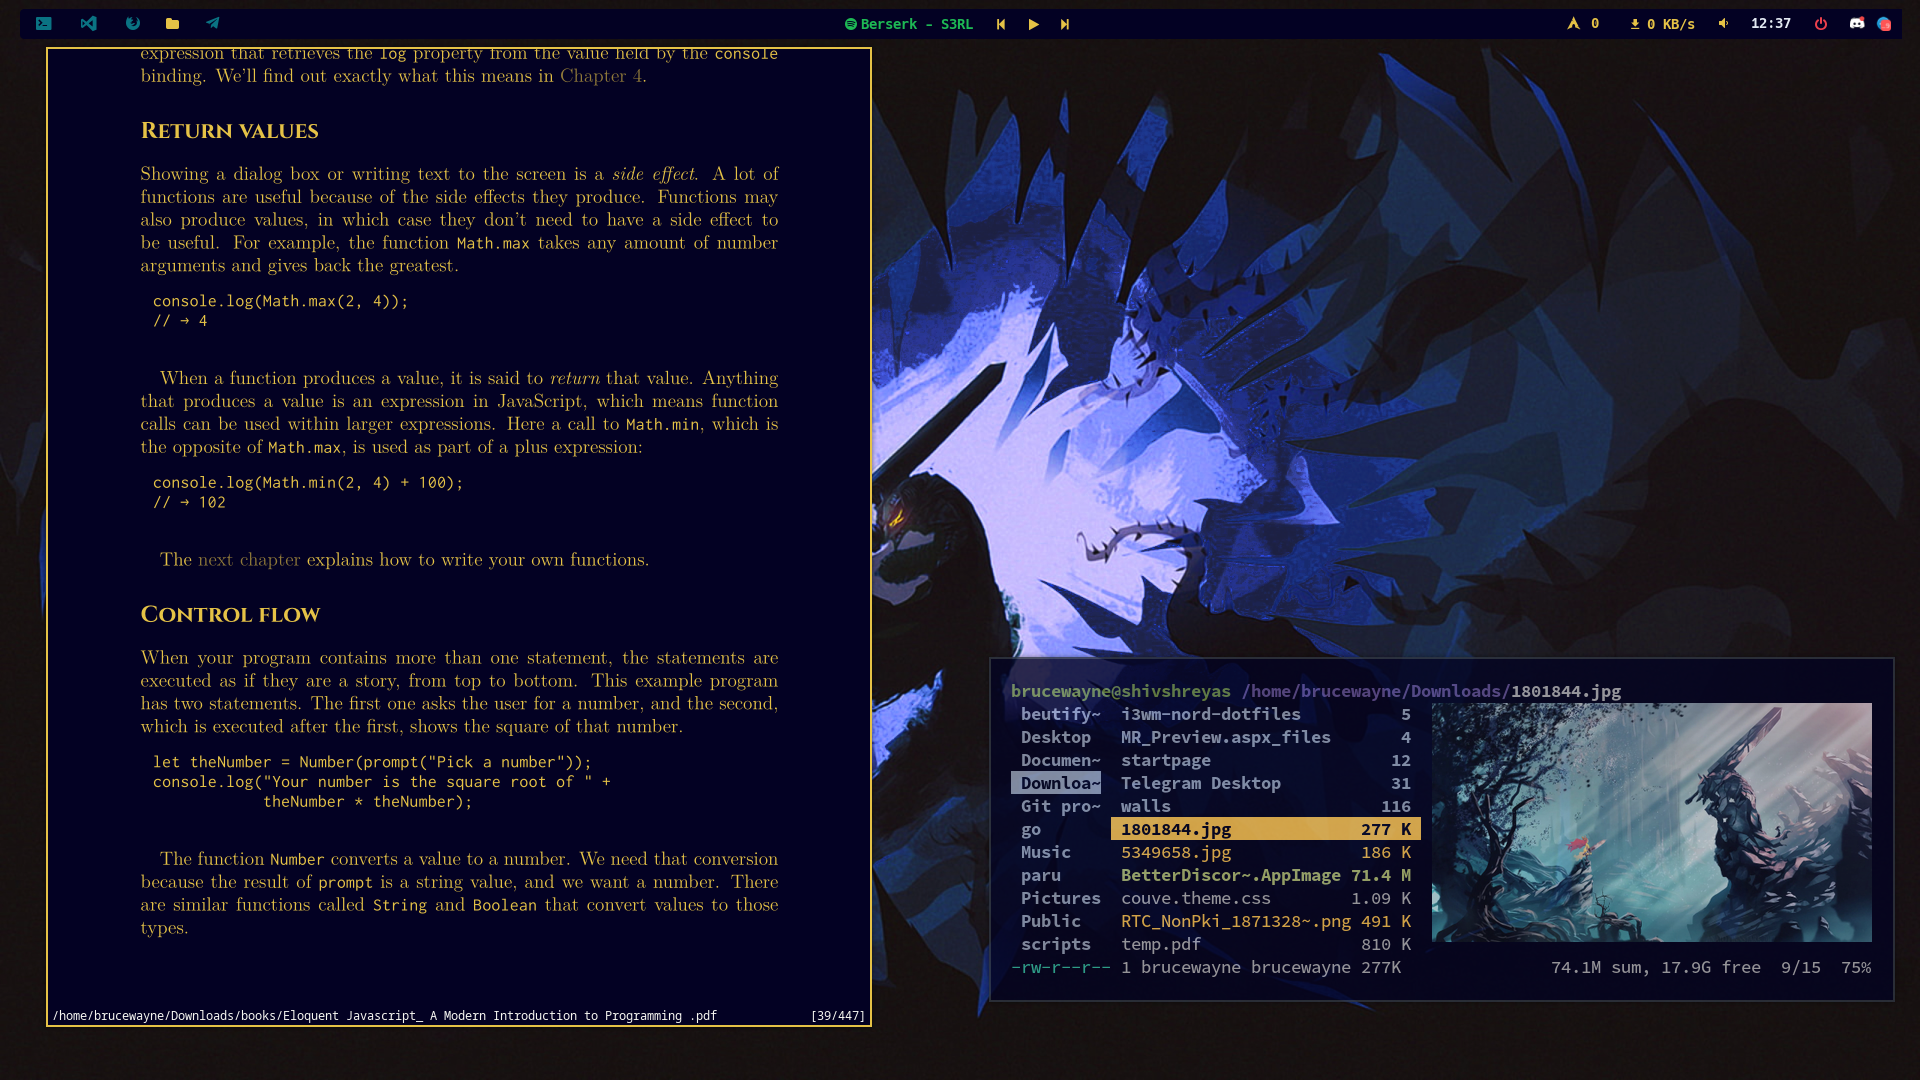 Berserk - S3RL
0
0 KB/s
12:37
expression that retrieves the log property from the value held by the console
binding. We'll find out exactly what this means in Chapter 4.
Return values
Showing a dialog box or writing text to the screen is a side effect. A lot of
functions are useful because of the side effects they produce. Functions may
also produce values, in which case they don't need to have a side effect to
be useful. For example, the function Math.max takes any amount of number
arguments and gives back the greatest.
console.log(Math.max(2, 4));
// → 4
When a function produces a value, it is said to return that value. Anything
that produces a value is an expression in JavaScript, which means function
calls can be used within larger expressions. Here a call to Math.min, which is
the opposite of Math.max, is used as part of a plus expression:
console.log(Math.min(2, 4) + 100);
// → 102
The next chapter explains how to write your own functions.
Control flow
When your program contains more than one statement, the statements are
executed as if they are a story, from top to bottom. This example program
has two statements. The first one asks the user for a number, and the second,
which is executed after the first, shows the square of that number.
let theNumber = Number(prompt("Pick a number"));
console.log("Your number is the square root of " +
theNumber * theNumber);
The function Number converts a value to a number. We need that conversion
because the result of prompt is a string value, and we want a number. There
are similar functions called String and Boolean that convert values to those
types.
/home/brucewayne/Downloads/books/Eloquent Javascript_ A Modern Introduction to Programming .pdf [39/447]
brucewayne@shivshreyas /home/brucewayne/Downloads/1801844.jpg
beutify~ i3wm-nord-dotfiles 5
Desktop MR_Preview.aspx_files 4
Documen~ startpage 12
Downloa~ Telegram Desktop 31
Git pro~ walls 116
go 1801844.jpg 277 K
Music 5349658.jpg 186 K
paru BetterDiscor~.AppImage 71.4 M
Pictures couve.theme.css 1.09 K
Public RTC_NonPki_1871328~.png 491 K
scripts temp.pdf 810 K
-rw-r--r-- 1 brucewayne brucewayne 277K 74.1M sum, 17.9G free 9/15 75%